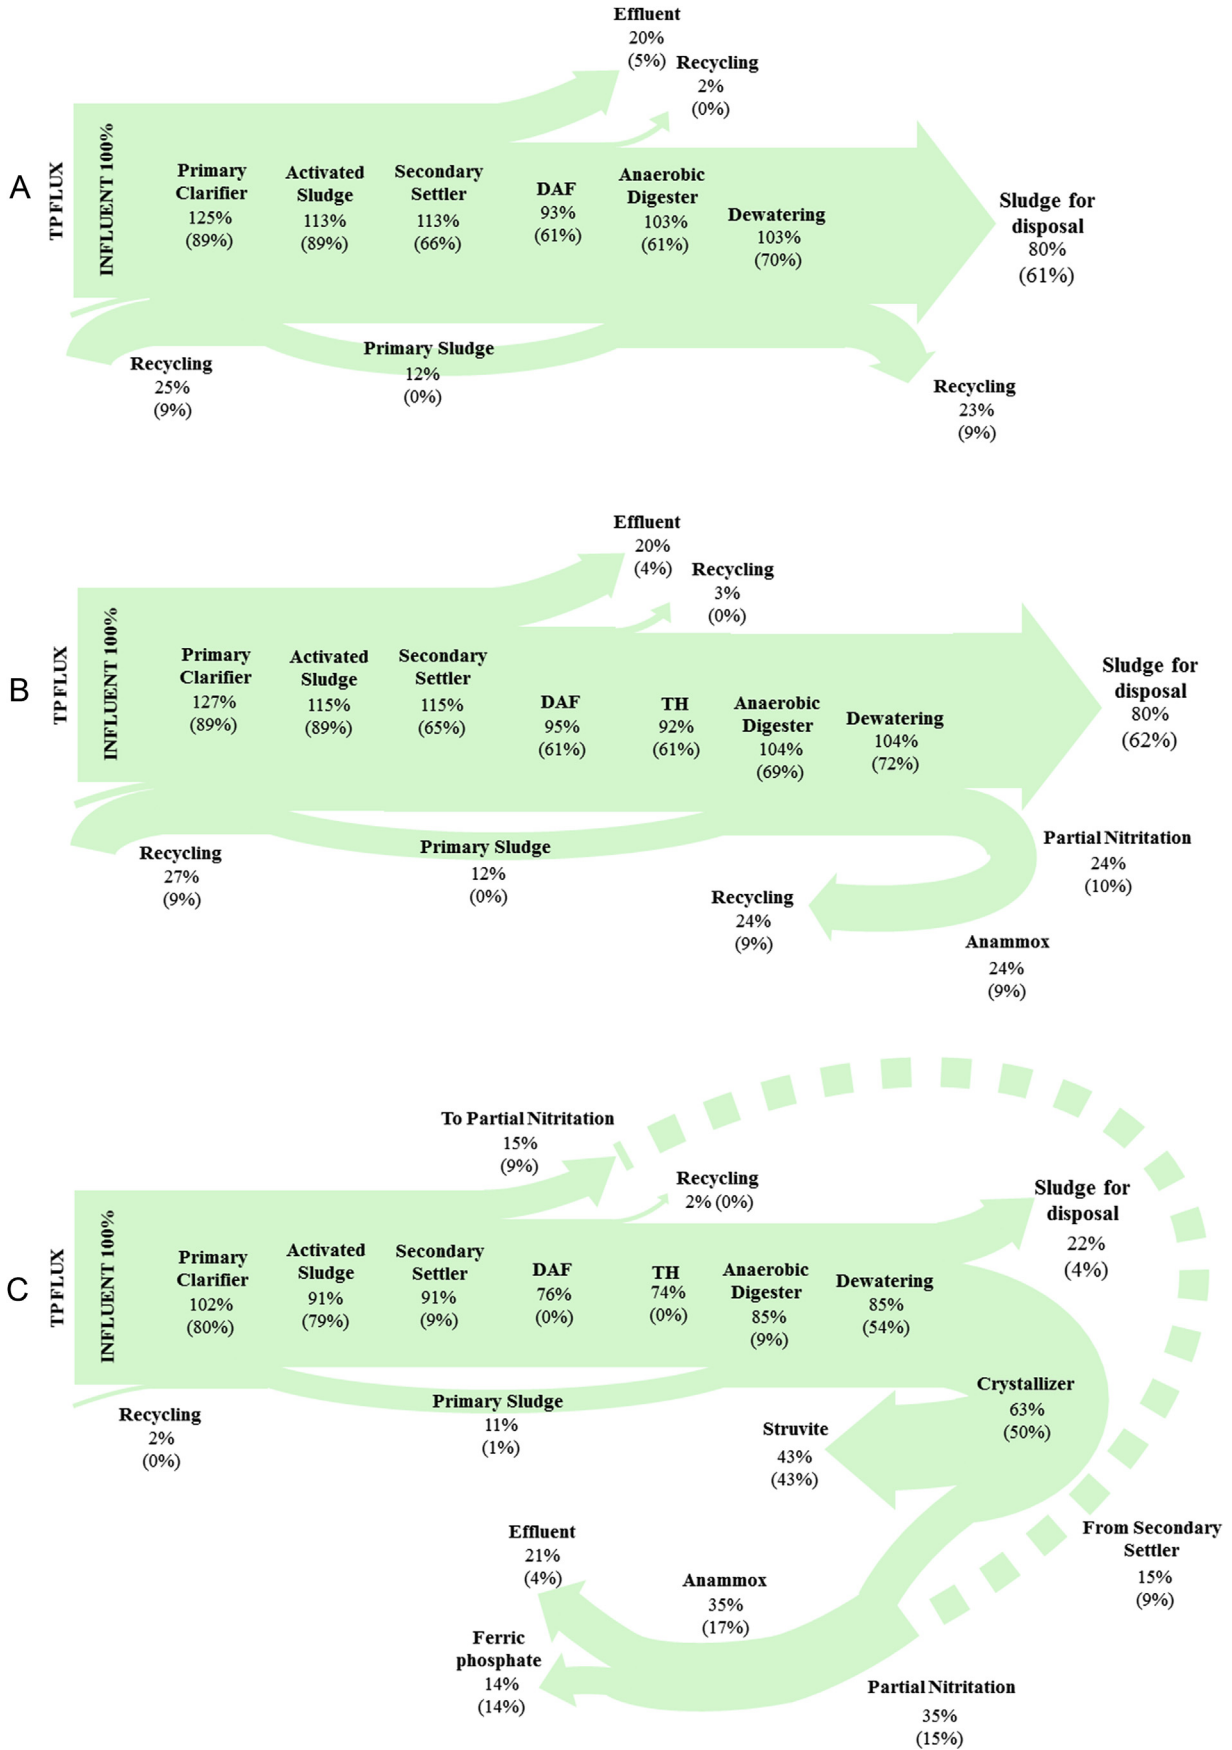 A
TPFLUX
INFLUENT 100%
Primary
Clarifier
125%
(89%)
Activated
Sludge
113%
(89%)
Secondary
Settler
113%
(66%)
Effluent
20%
(5%)
Recycling
2%
(0%)
DAF
93%
(61%)
Anaerobic
Digester
103%
(61%)
Dewatering
103%
(70%)
Sludge for
disposal
80%
(61%)
Recycling
25%
(9%)
Primary Sludge
12%
(0%)
Recycling
23%
(9%)
B
TPFLUX
INFLUENT 100%
Primary
Clarifier
127%
(89%)
Activated
Sludge
115%
(89%)
Secondary
Settler
115%
(65%)
Effluent
20%
(4%)
Recycling
3%
(0%)
DAF
95%
(61%)
TH
92%
(61%)
Anaerobic
Digester
104%
(69%)
Dewatering
104%
(72%)
Sludge for
disposal
80%
(62%)
Recycling
27%
(9%)
Primary Sludge
12%
(0%)
Partial Nitritation
24%
(10%)
Recycling
24%
(9%)
Anammox
24%
(9%)
C
TPFLUX
INFLUENT 100%
Primary
Clarifier
102%
(80%)
Activated
Sludge
91%
(79%)
Secondary
Settler
91%
(9%)
To Partial Nitritation
15%
(9%)
Recycling
2% (0%)
DAF
76%
(0%)
TH
74%
(0%)
Anaerobic
Digester
85%
(9%)
Dewatering
85%
(54%)
Sludge for
disposal
22%
(4%)
Recycling
2%
(0%)
Primary Sludge
11%
(1%)
Crystallizer
63%
(50%)
Struvite
43%
(43%)
From Secondary
Settler
15%
(9%)
Effluent
21%
(4%)
Anammox
35%
(17%)
Ferric
phosphate
14%
(14%)
Partial Nitritation
35%
(15%)